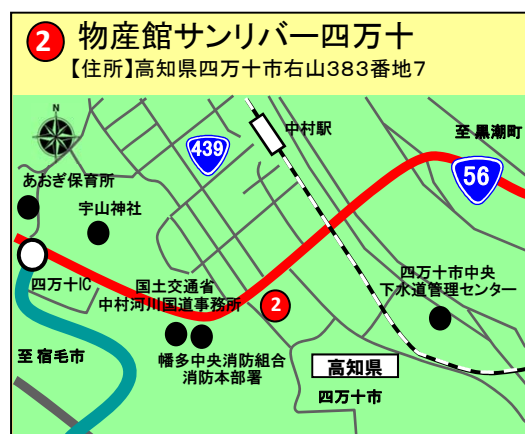 2 物産館サンリバー四万十
【住所】高知県四万十市右山383番地7
N
中村駅
至 黒潮町
439
56
あおぎ保育所
宇山神社
四万十IC
国土交通省
中村河川国道事務所
2
四万十市中央
下水道管理センター
至 宿毛市
幡多中央消防組合
消防本部署
高知県
四万十市